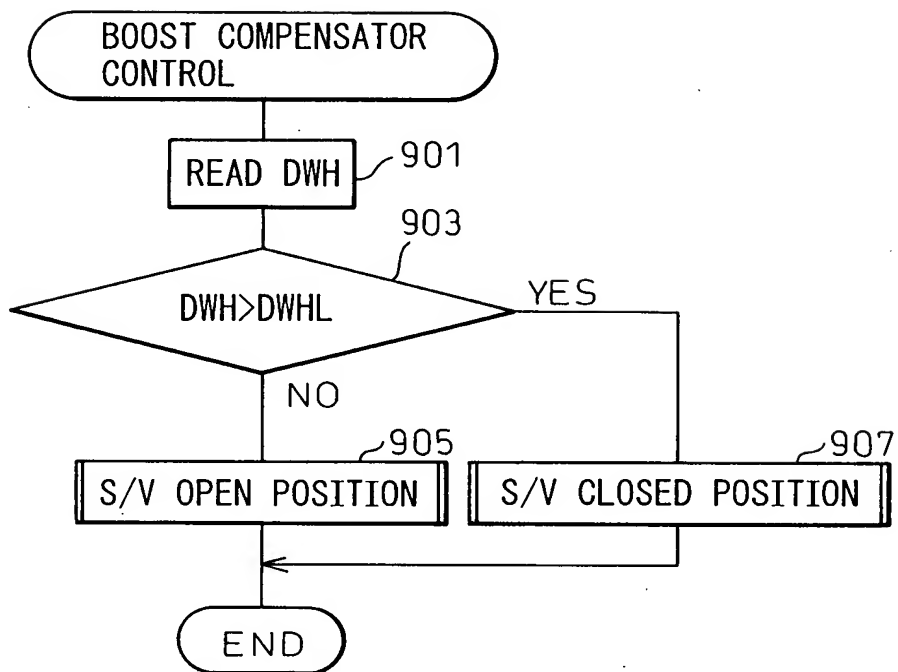 BOOST COMPENSATOR
CONTROL
READ DWH
901
903
DWH>DWHL
YES
NO
905
S/V OPEN POSITION
907
S/V CLOSED POSITION
END